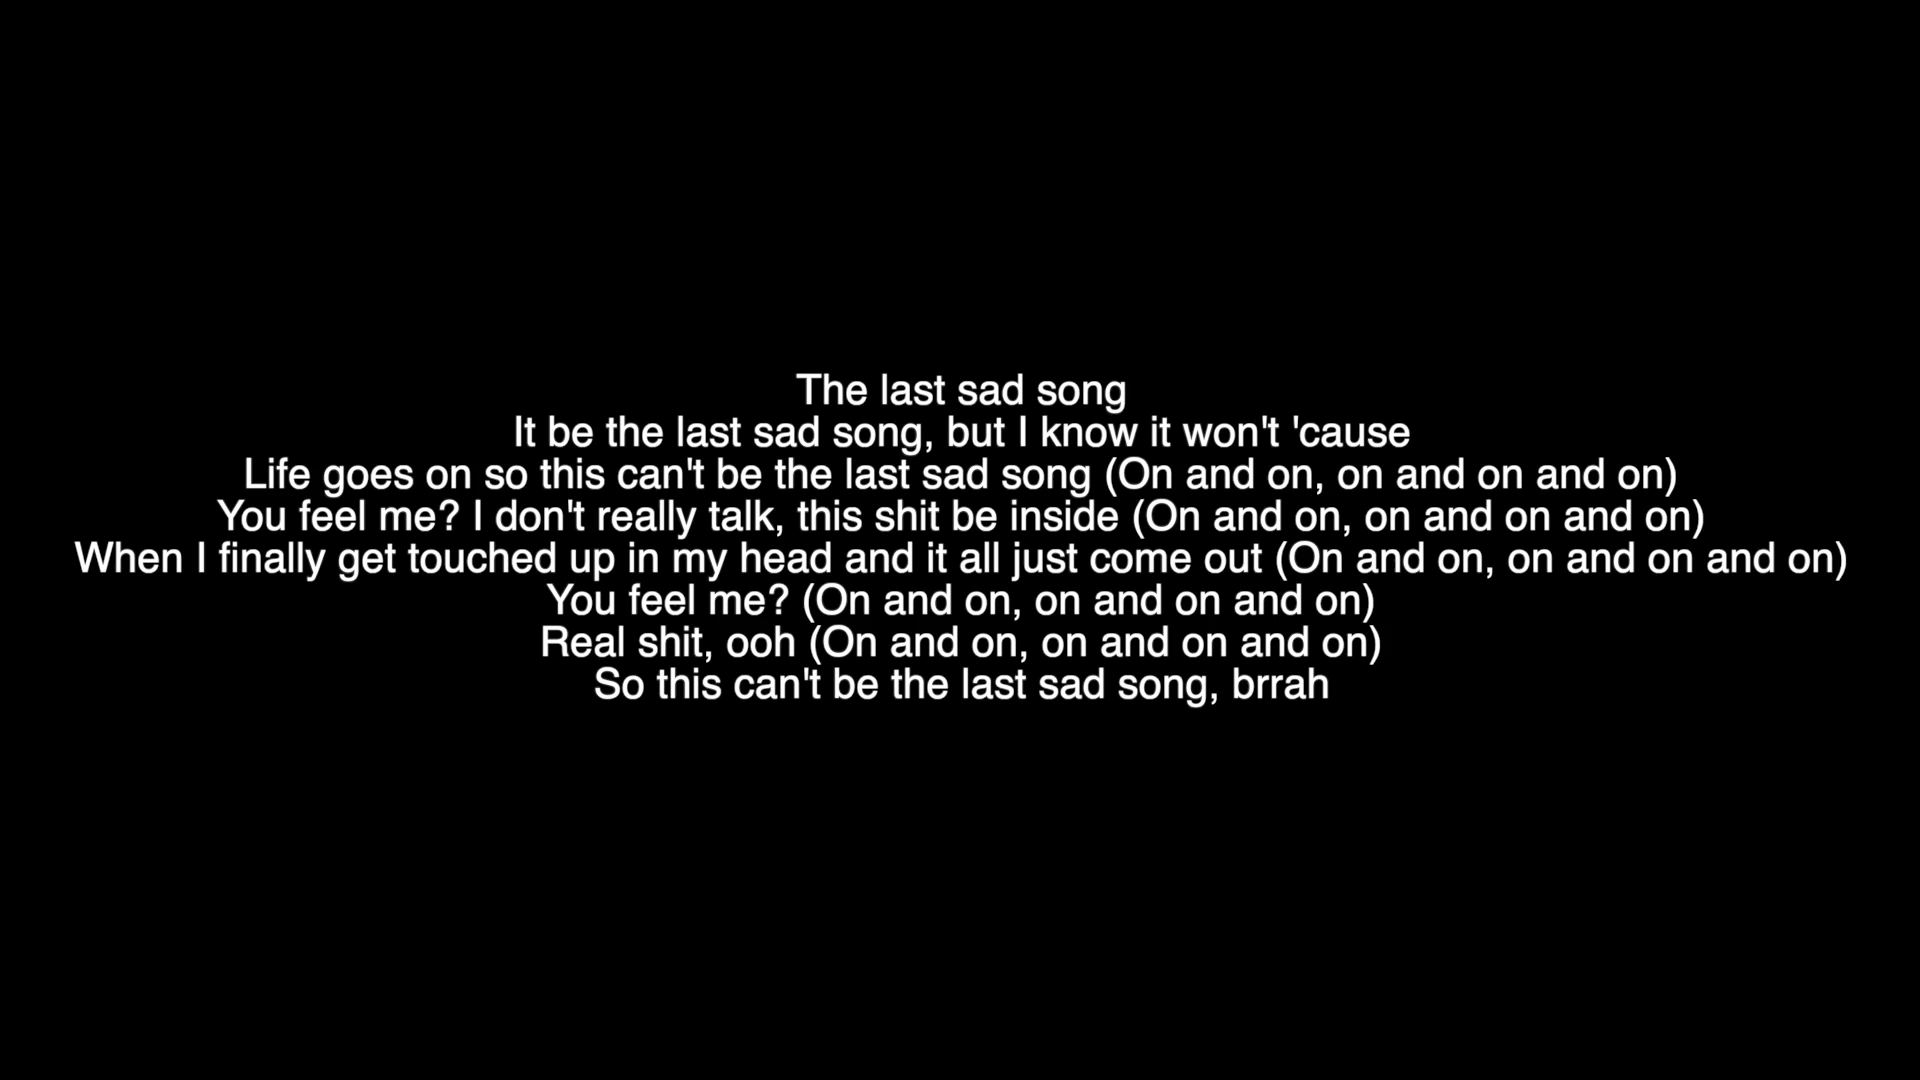 The last sad song
It be the last sad song, but I know it won't 'cause
Life goes on so this can't be the last sad song (On and on, on and on and on)
You feel me? I don't really talk, this shit be inside (On and on, on and on and on)
When I finally get touched up in my head and it all just come out (On and on, on and on and on)
You feel me? (On and on, on and on and on)
Real shit, ooh (On and on, on and on and on)
So this can't be the last sad song, brrah